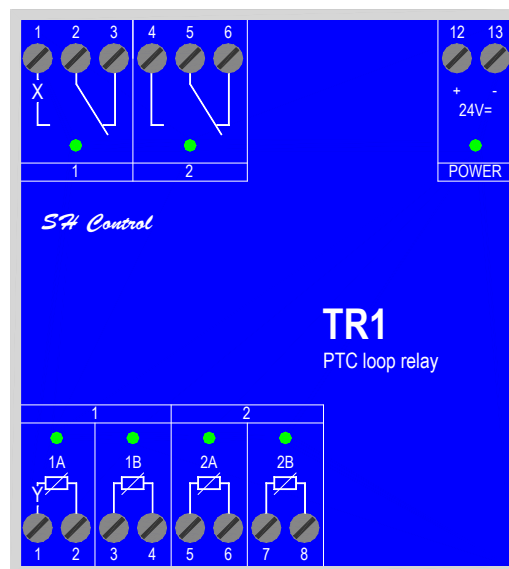 1 2 3 4 5 6 12 13
X + -
24V=
1 2 POWER
SH Control
TR1
PTC loop relay
1 2
1A 1B 2A 2B
Y
1 2 3 4 5 6 7 8